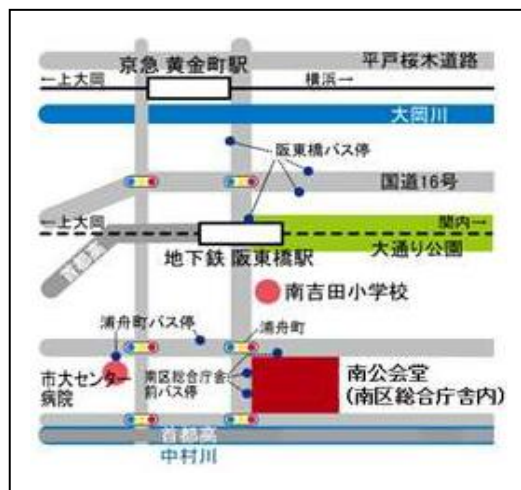 平戸桜木道路
京急 黄金町駅
←上大岡
横浜→
大岡川
阪東橋バス停
国道16号
←上大岡
関内→
首都高
地下鉄 阪東橋駅
大通り公園
南吉田小学校
浦舟町バス停
浦舟町
市大センター
病院
南区総合庁舎
前バス停
南公会堂
(南区総合庁舎内)
首都高
中村川